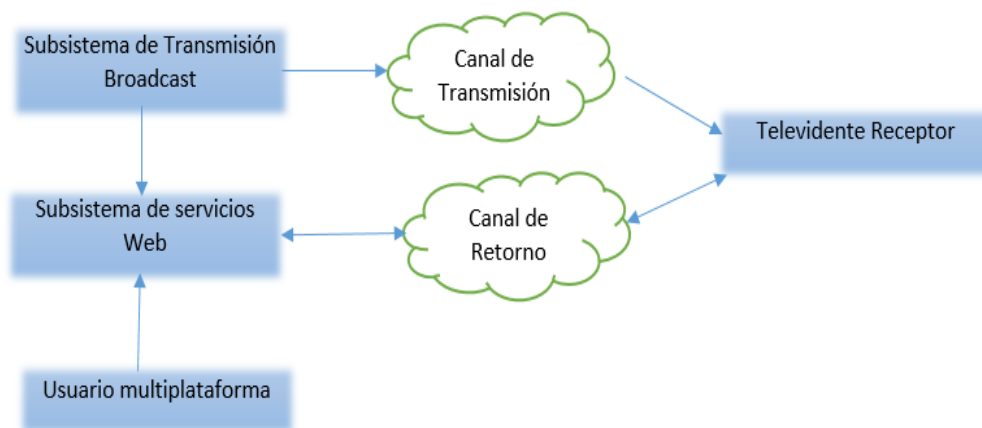 Subsistema de Transmisión
Broadcast
Canal de
Transmisión
Televidente Receptor
Subsistema de servicios
Web
Canal de
Retorno
Usuario multiplataforma